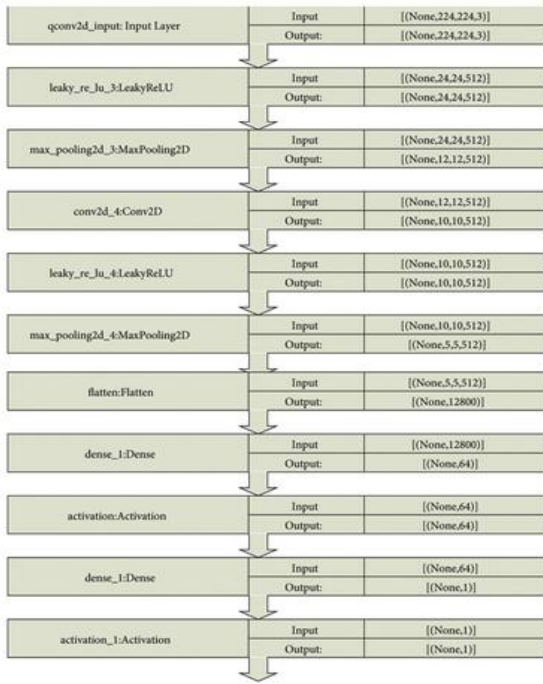 qconv2d_input: Input Layer
Input
[(None,224,224,3)]
Output:
[(None,224,224,3)]
leaky_re_lu_3:LeakyReLU
Input
[(None,24,24,512)]
Output:
[(None,24,24,512)]
max_pooling2d_3:MaxPooling2D
Input
[(None,24,24,512)]
Output:
[(None,12,12,512)]
conv2d_4:Conv2D
Input
[(None,12,12,512)]
Output:
[(None,10,10,512)]
leaky_re_lu_4:LeakyReLU
Input
[(None,10,10,512)]
Output:
[(None,10,10,512)]
max_pooling2d_4:MaxPooling2D
Input
[(None,10,10,512)]
Output:
[(None,5,5,512)]
flatten:Flatten
Input
[(None,5,5,512)]
Output:
[(None,12800)]
dense_1:Dense
Input
[(None,12800)]
Output:
[(None,64)]
activation:Activation
Input
[(None,64)]
Output:
[(None,64)]
dense_1:Dense
Input
[(None,64)]
Output:
[(None,1)]
activation_1:Activation
Input
[(None,1)]
Output:
[(None,1)]